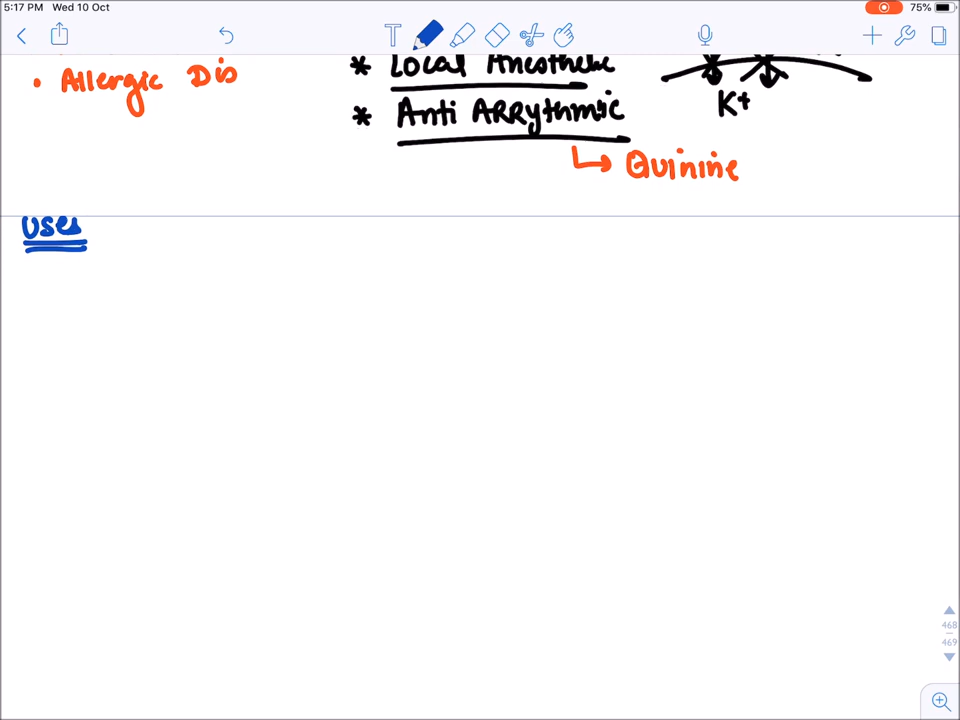 5:17 PM Wed 10 Oct
75%
T
• Allergic Dis
* Local Anesthetic
* Anti ARRythmic
K+
↳ Quinine
Uses
468
469